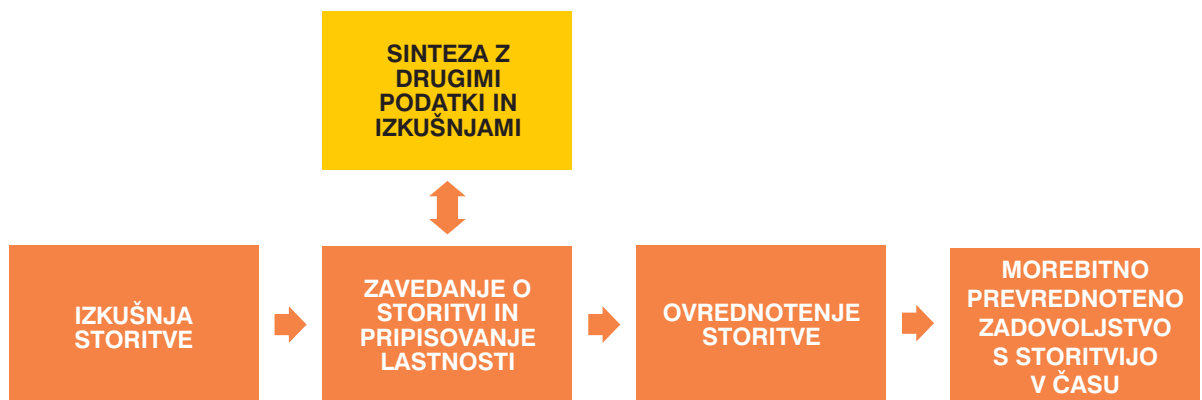 SINTEZA Z
DRUGIMI
PODATKI IN
IZKUŠNJAMI
IZKUŠNJA
STORITVE
ZAVEDANJE O
STORITVI IN
PRIPISOVANJE
LASTNOSTI
OVREDNOTENJE
STORITVE
MOREBITNO
PREVREDNOTENO
ZADOVOLJSTVO
S STORITVIJO
V ČASU